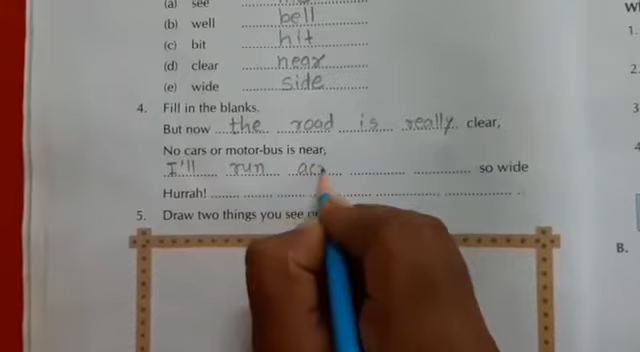 (a) see
(b) well bell
(c) bit hit
(d) clear near
(e) wide side
4. Fill in the blanks.
But now the road is really clear,
No cars or motor-bus is near,
I'll run acr so wide
Hurrah!
5. Draw two things you see
W
1.
2.
3
4
B.